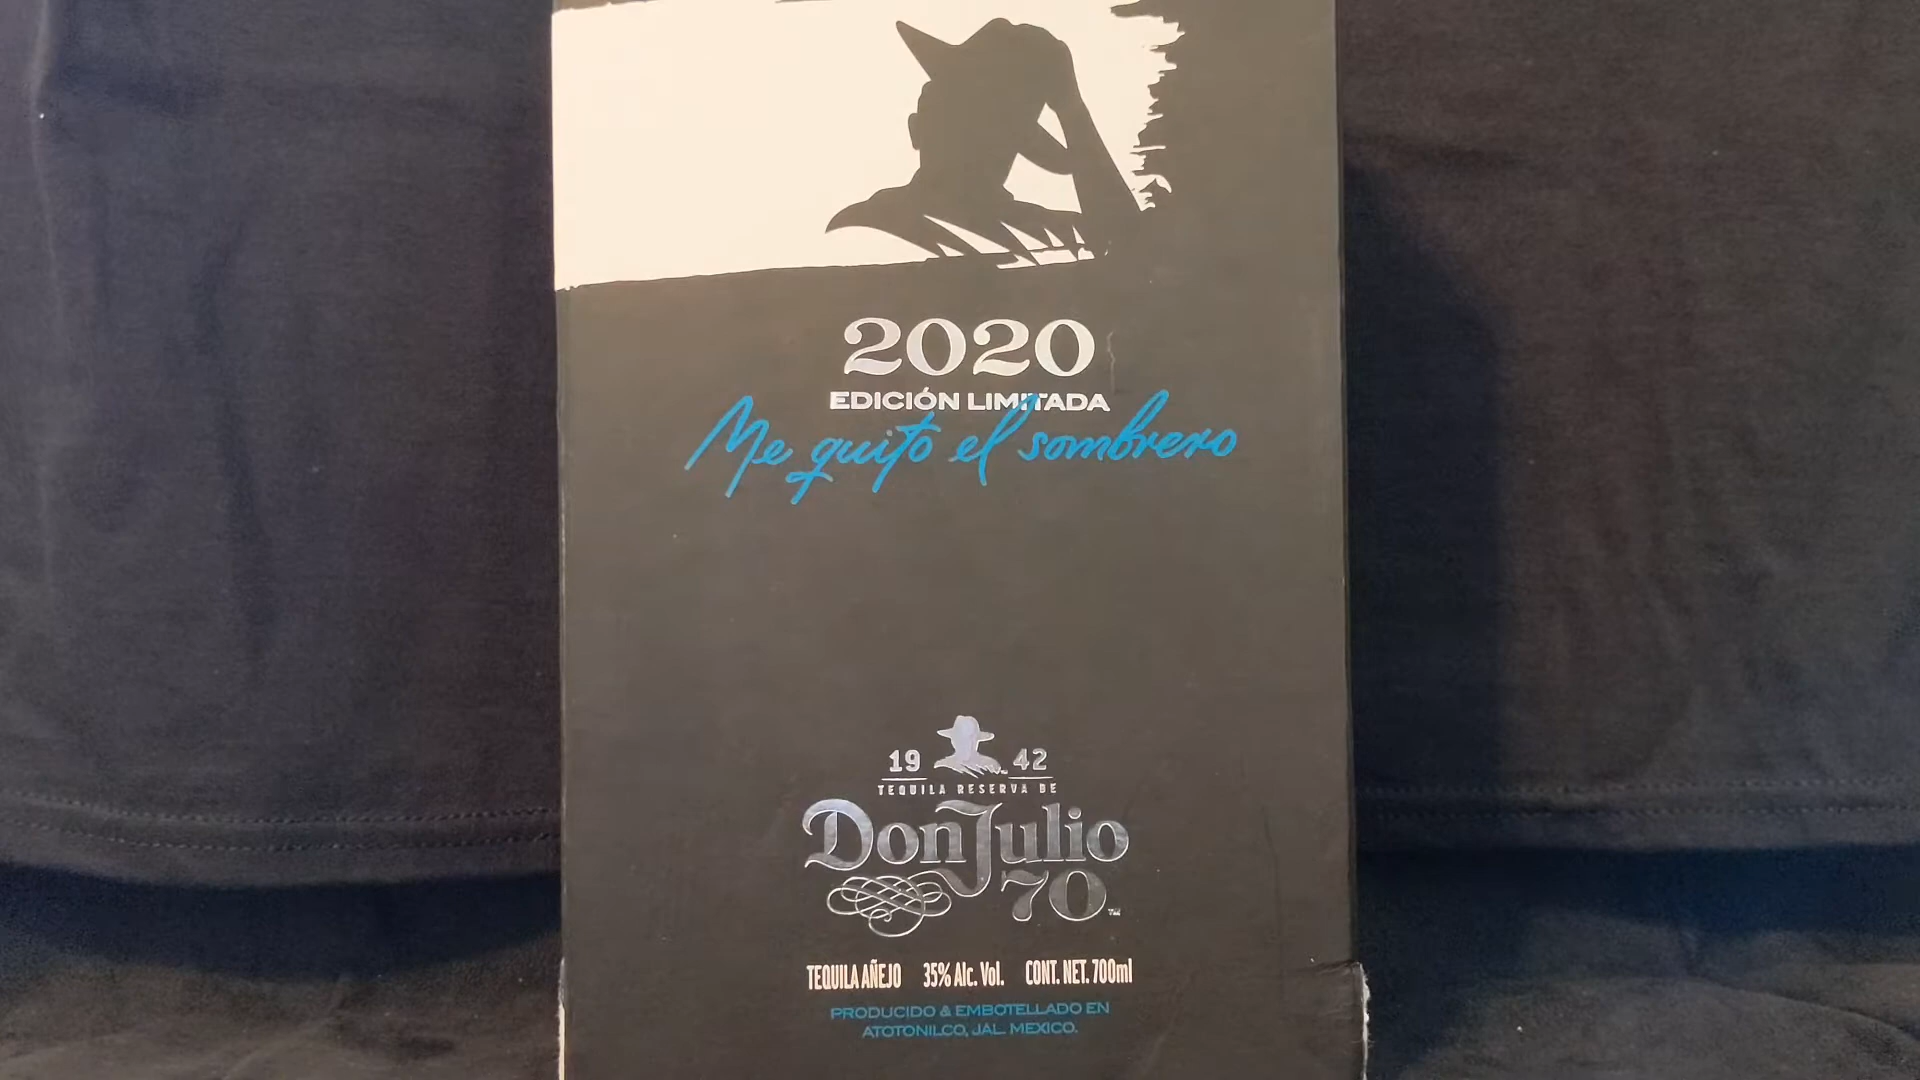 2020
EDICIÓN LIMITADA
Me quito el sombrero
19 42
TEQUILA RESERVA DE
Don Julio
70™
TEQUILA AÑEJO 35% Alc. Vol. CONT. NET. 700ml
PRODUCIDO & EMBOTELLADO EN
ATOTONILCO, JAL. MEXICO.